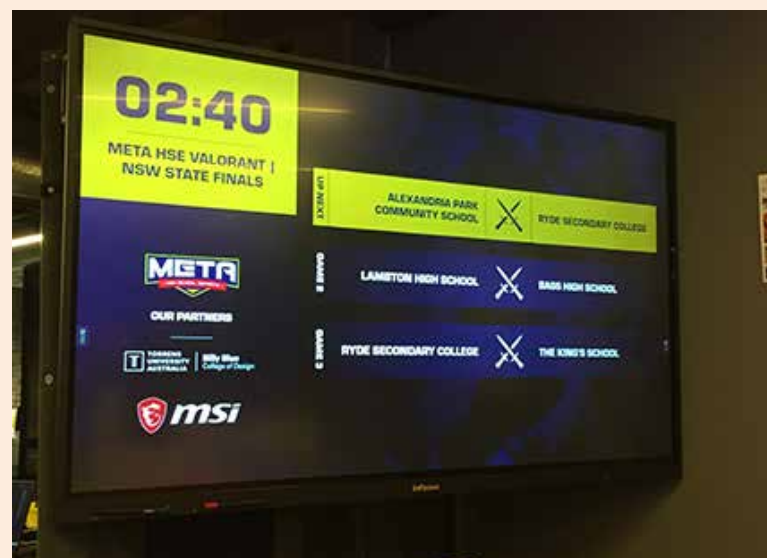 02:40
META HSE VALORANT |
NSW STATE FINALS
META
OUR PARTNERS
TORRENS
UNIVERSITY
AUSTRALIA
Billy Blue
College of Design
msi
UP NEXT
ALEXANDRIA PARK
COMMUNITY SCHOOL
RYDE SECONDARY COLLEGE
GAME 2
LAMBTON HIGH SCHOOL
BASS HIGH SCHOOL
GAME 3
RYDE SECONDARY COLLEGE
THE KING'S SCHOOL